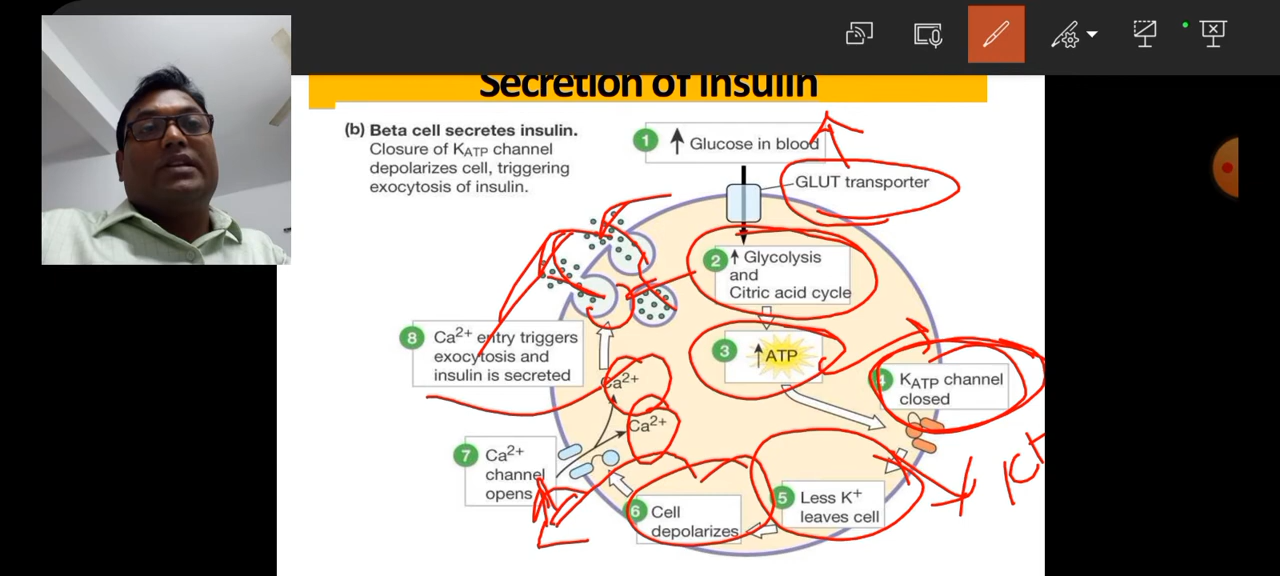 Secretion of Insulin
(b) Beta cell secretes insulin.
Closure of KATP channel
depolarizes cell, triggering
exocytosis of insulin.
1 ↑ Glucose in blood
GLUT transporter
2 ↑ Glycolysis
and
Citric acid cycle
3 ↑ ATP
4 KATP channel
closed
5 Less K+
leaves cell
6 Cell
depolarizes
7 Ca2+
channel
opens
8 Ca2+ entry triggers
exocytosis and
insulin is secreted
Ca2+
Ca2+
K+